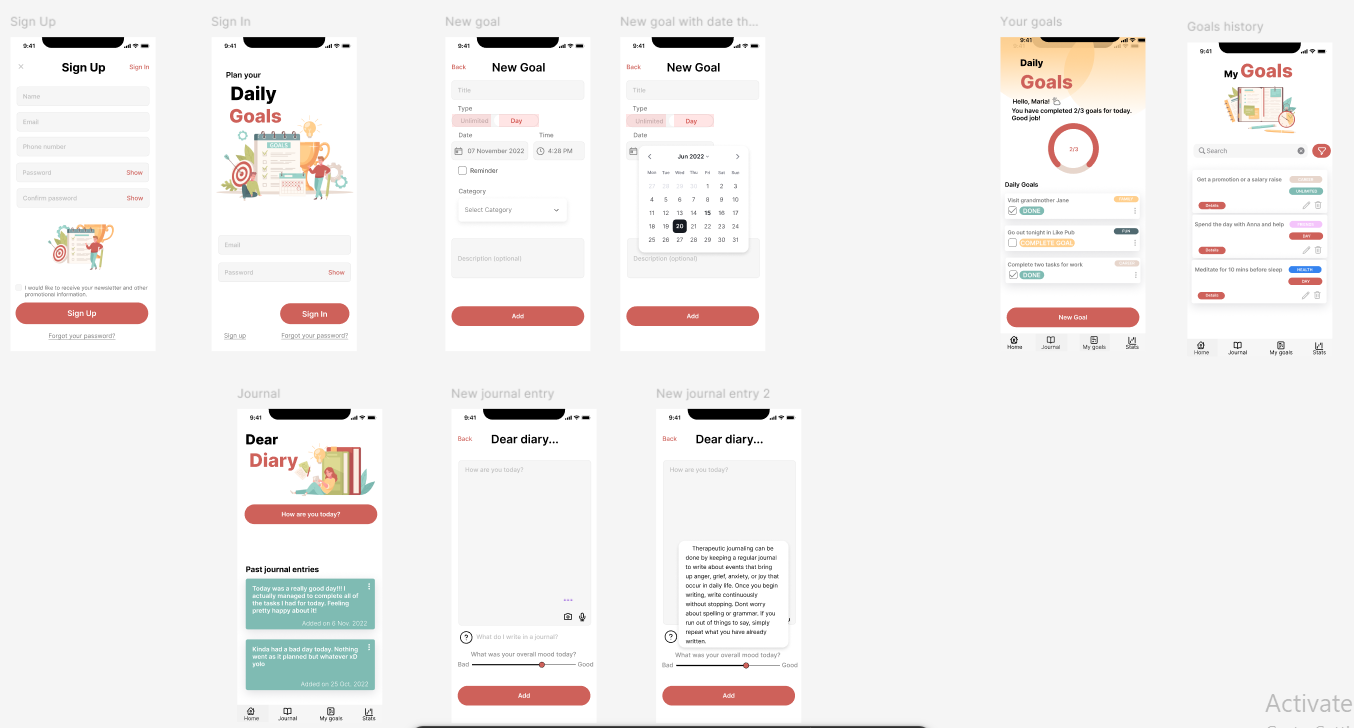 Sign Up
9:41
Sign Up
Sign In
Name
Email
Phone number
Password
Show
Confirm password
Show
I would like to receive your newsletter and other
promotional information.
Sign Up
Forgot your password?
Sign In
9:41
Plan your
Daily
Goals
GOALS
Email
Password
Show
Sign In
Sign up
Forgot your password?
New goal
9:41
Back
New Goal
Title
Type
Unlimited
Day
Date
Time
07 November 2022
4:28 PM
Reminder
Category
Select Category
Description (optional)
Add
New goal with date th...
9:41
Back
New Goal
Title
Type
Unlimited
Day
Date
Jun 2022
Mon Tue Wed Thu Fri Sat Sun
27 28 29 30 1 2 3
4 5 6 7 8 9 10
11 12 13 14 15 16 17
18 19 20 21 22 23 24
25 26 27 28 29 30 31
Description (optional)
Add
Your goals
9:41
Daily
Goals
Hello, Maria!
You have completed 2/3 goals for today.
Good job!
2/3
Daily Goals
Visit grandmother Jane
DONE
Go out tonight in Like Pub
FUN
COMPLETE GOAL
Complete two tasks for work
DONE
New Goal
Home
Journal
My goals
Stats
Goals history
9:41
My Goals
Search
Get a promotion or a salary raise
UNLIMITED
Details
Spend the day with Anna and help
DAY
Details
Meditate for 10 mins before sleep
HEALTH
DAY
Details
Home
Journal
My goals
Stats
Journal
9:41
Dear
Diary
How are you today?
Past journal entries
Today was a really good day!!! I
actually managed to complete all of
the tasks I had for today. Feeling
pretty happy about it!
Added on 6 Nov. 2022
Kinda had a bad day today. Nothing
went as it planned but whatever xD
yolo
Added on 25 Oct. 2022
Home
Journal
My goals
Stats
New journal entry
9:41
Back
Dear diary...
How are you today?
What do I write in a journal?
What was your overall mood today?
Bad
Good
Add
New journal entry 2
9:41
Back
Dear diary...
How are you today?
Therapeutic journaling can be
done by keeping a regular journal
to write about events that bring
up anger, grief, anxiety, or joy that
occur in daily life. Once you begin
writing, write continuously
without stopping. Dont worry
about spelling or grammar. If you
run out of things to say, simply
repeat what you have already
written.
What was your overall mood today?
Bad
Good
Add
Activate